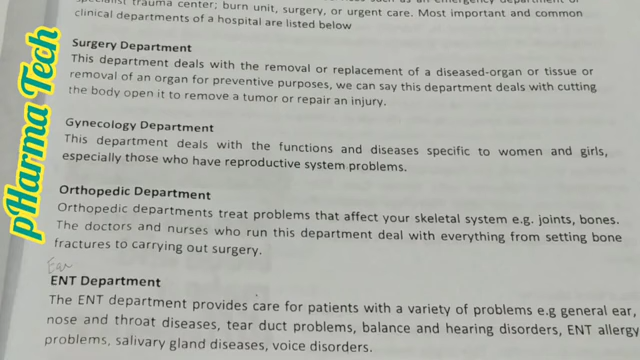 specialist trauma center; burn unit, surgery, or urgent care. Most important and common
clinical departments of a hospital are listed below
Surgery Department
This department deals with the removal or replacement of a diseased-organ or tissue or
removal of an organ for preventive purposes, we can say this department deals with cutting
the body open it to remove a tumor or repair an injury.
Gynecology Department
This department deals with the functions and diseases specific to women and girls,
especially those who have reproductive system problems.
Orthopedic Department
Orthopedic departments treat problems that affect your skeletal system e.g. joints, bones.
The doctors and nurses who run this department deal with everything from setting bone
fractures to carrying out surgery.
Ear
ENT Department
The ENT department provides care for patients with a variety of problems e.g general ear,
nose and throat diseases, tear duct problems, balance and hearing disorders, ENT allergy
problems, salivary gland diseases, voice disorders.
pHarma Tech